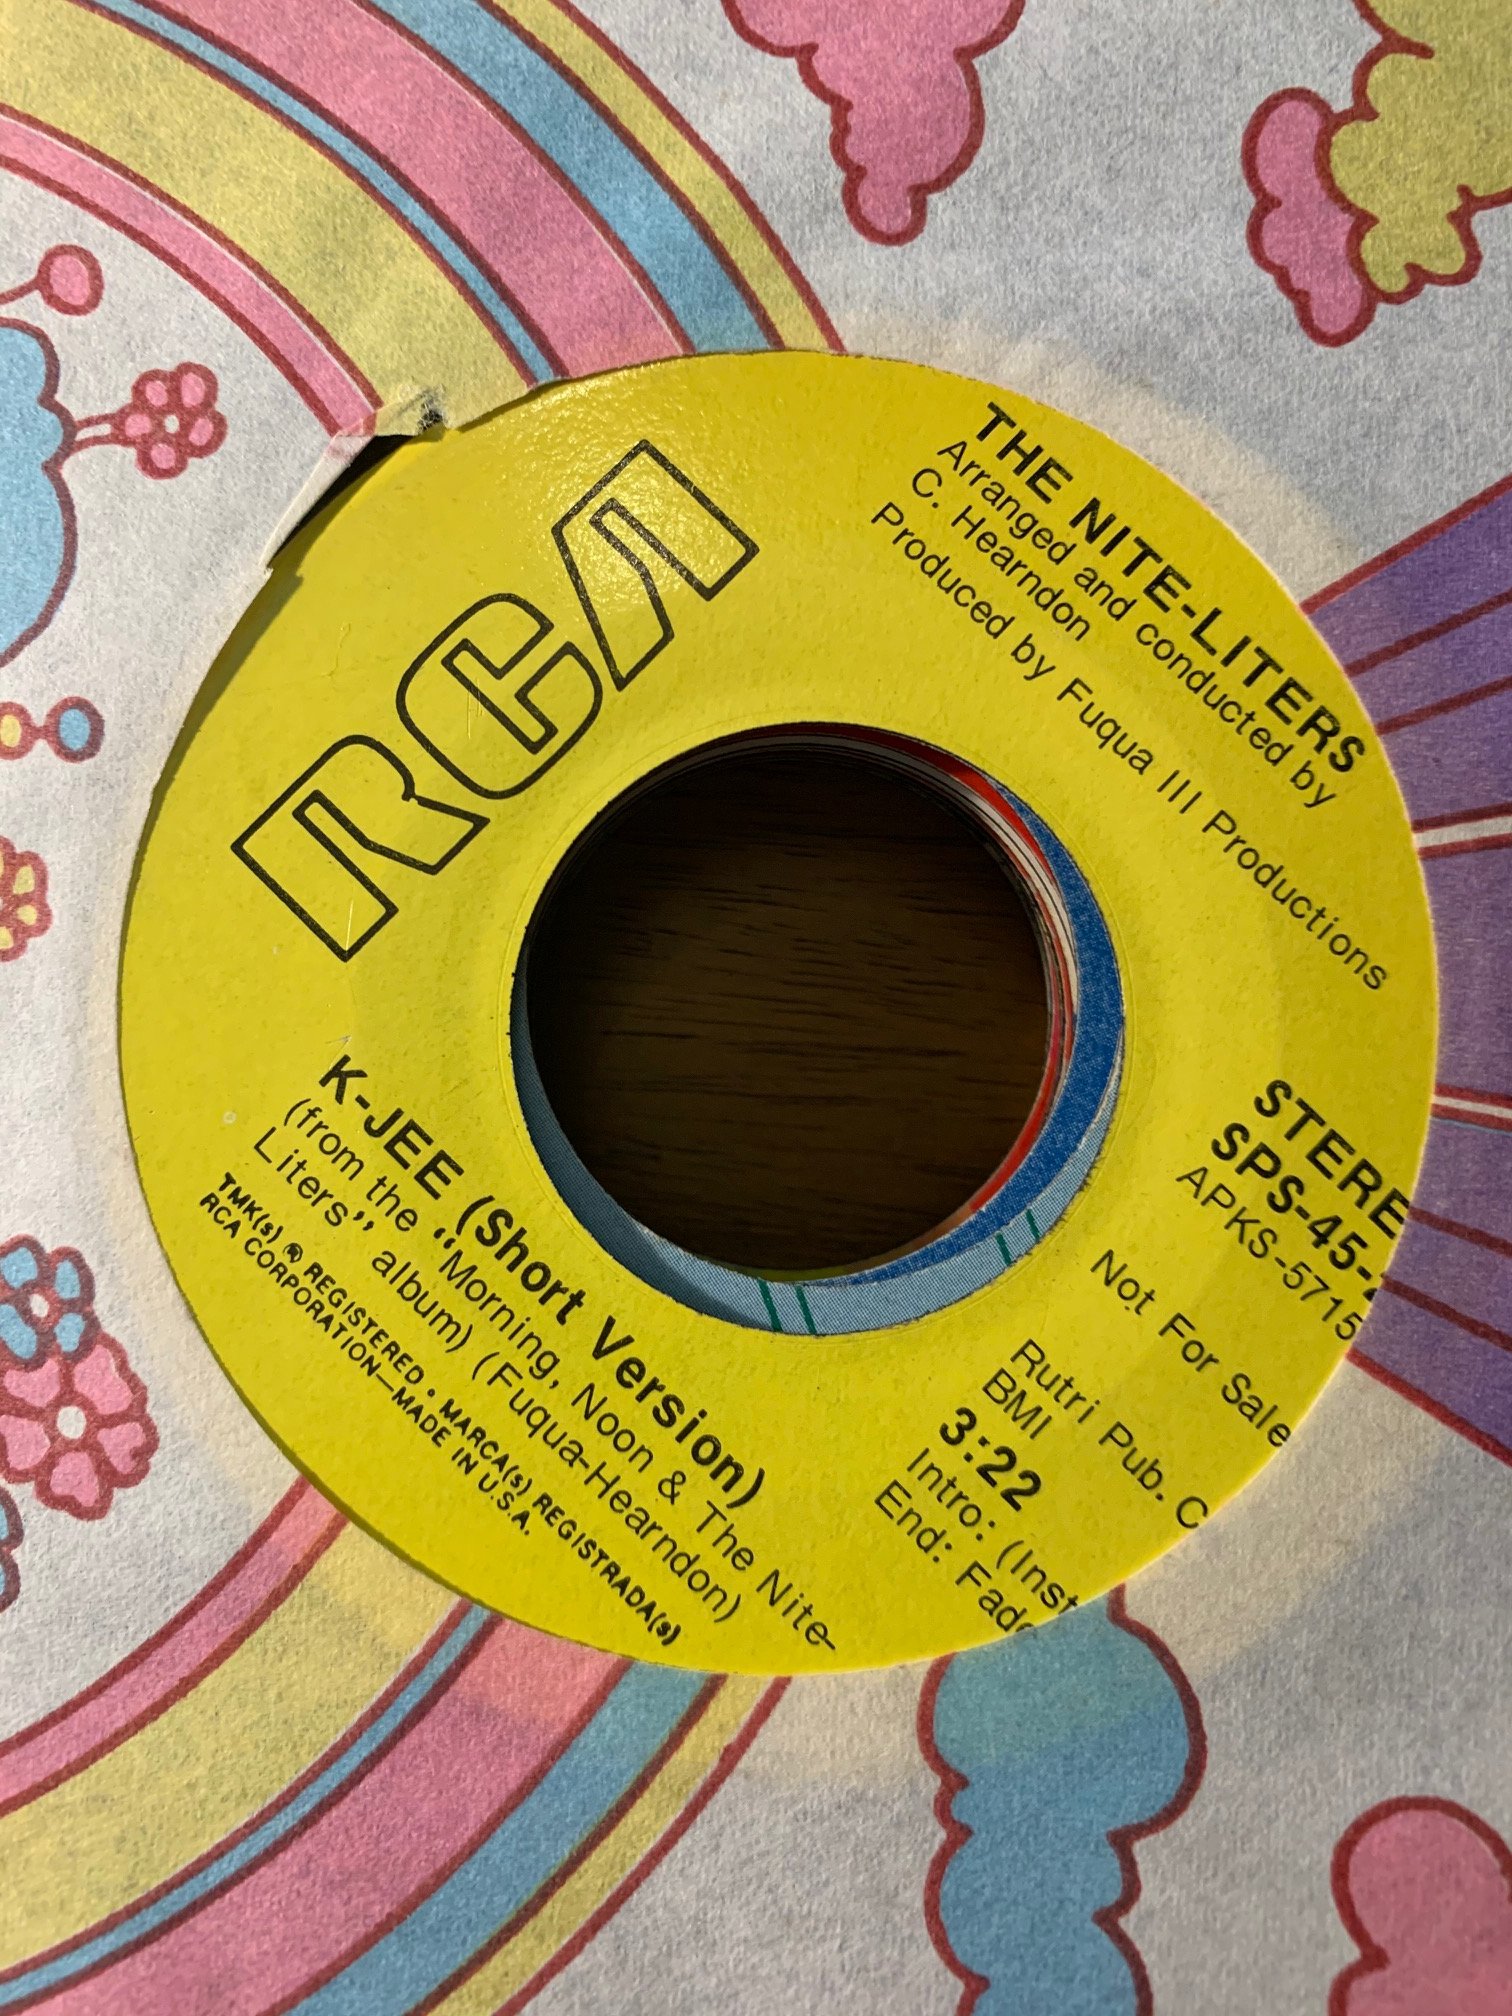 RCA
THE NITE-LITERS
Arranged and conducted by
C. Hearndon
Produced by Fuqua III Productions
STERE
SPS-45-
APKS-5715
Not For Sale
Rutri Pub. C
BMI
3:22
Intro: (Inst
End: Fade
K-JEE (Short Version)
(from the "Morning, Noon & The Nite-
Liters" album) (Fuqua-Hearndon)
TMK(s) ® REGISTERED • MARCA(s) REGISTRADA(s)
RCA CORPORATION—MADE IN U.S.A.